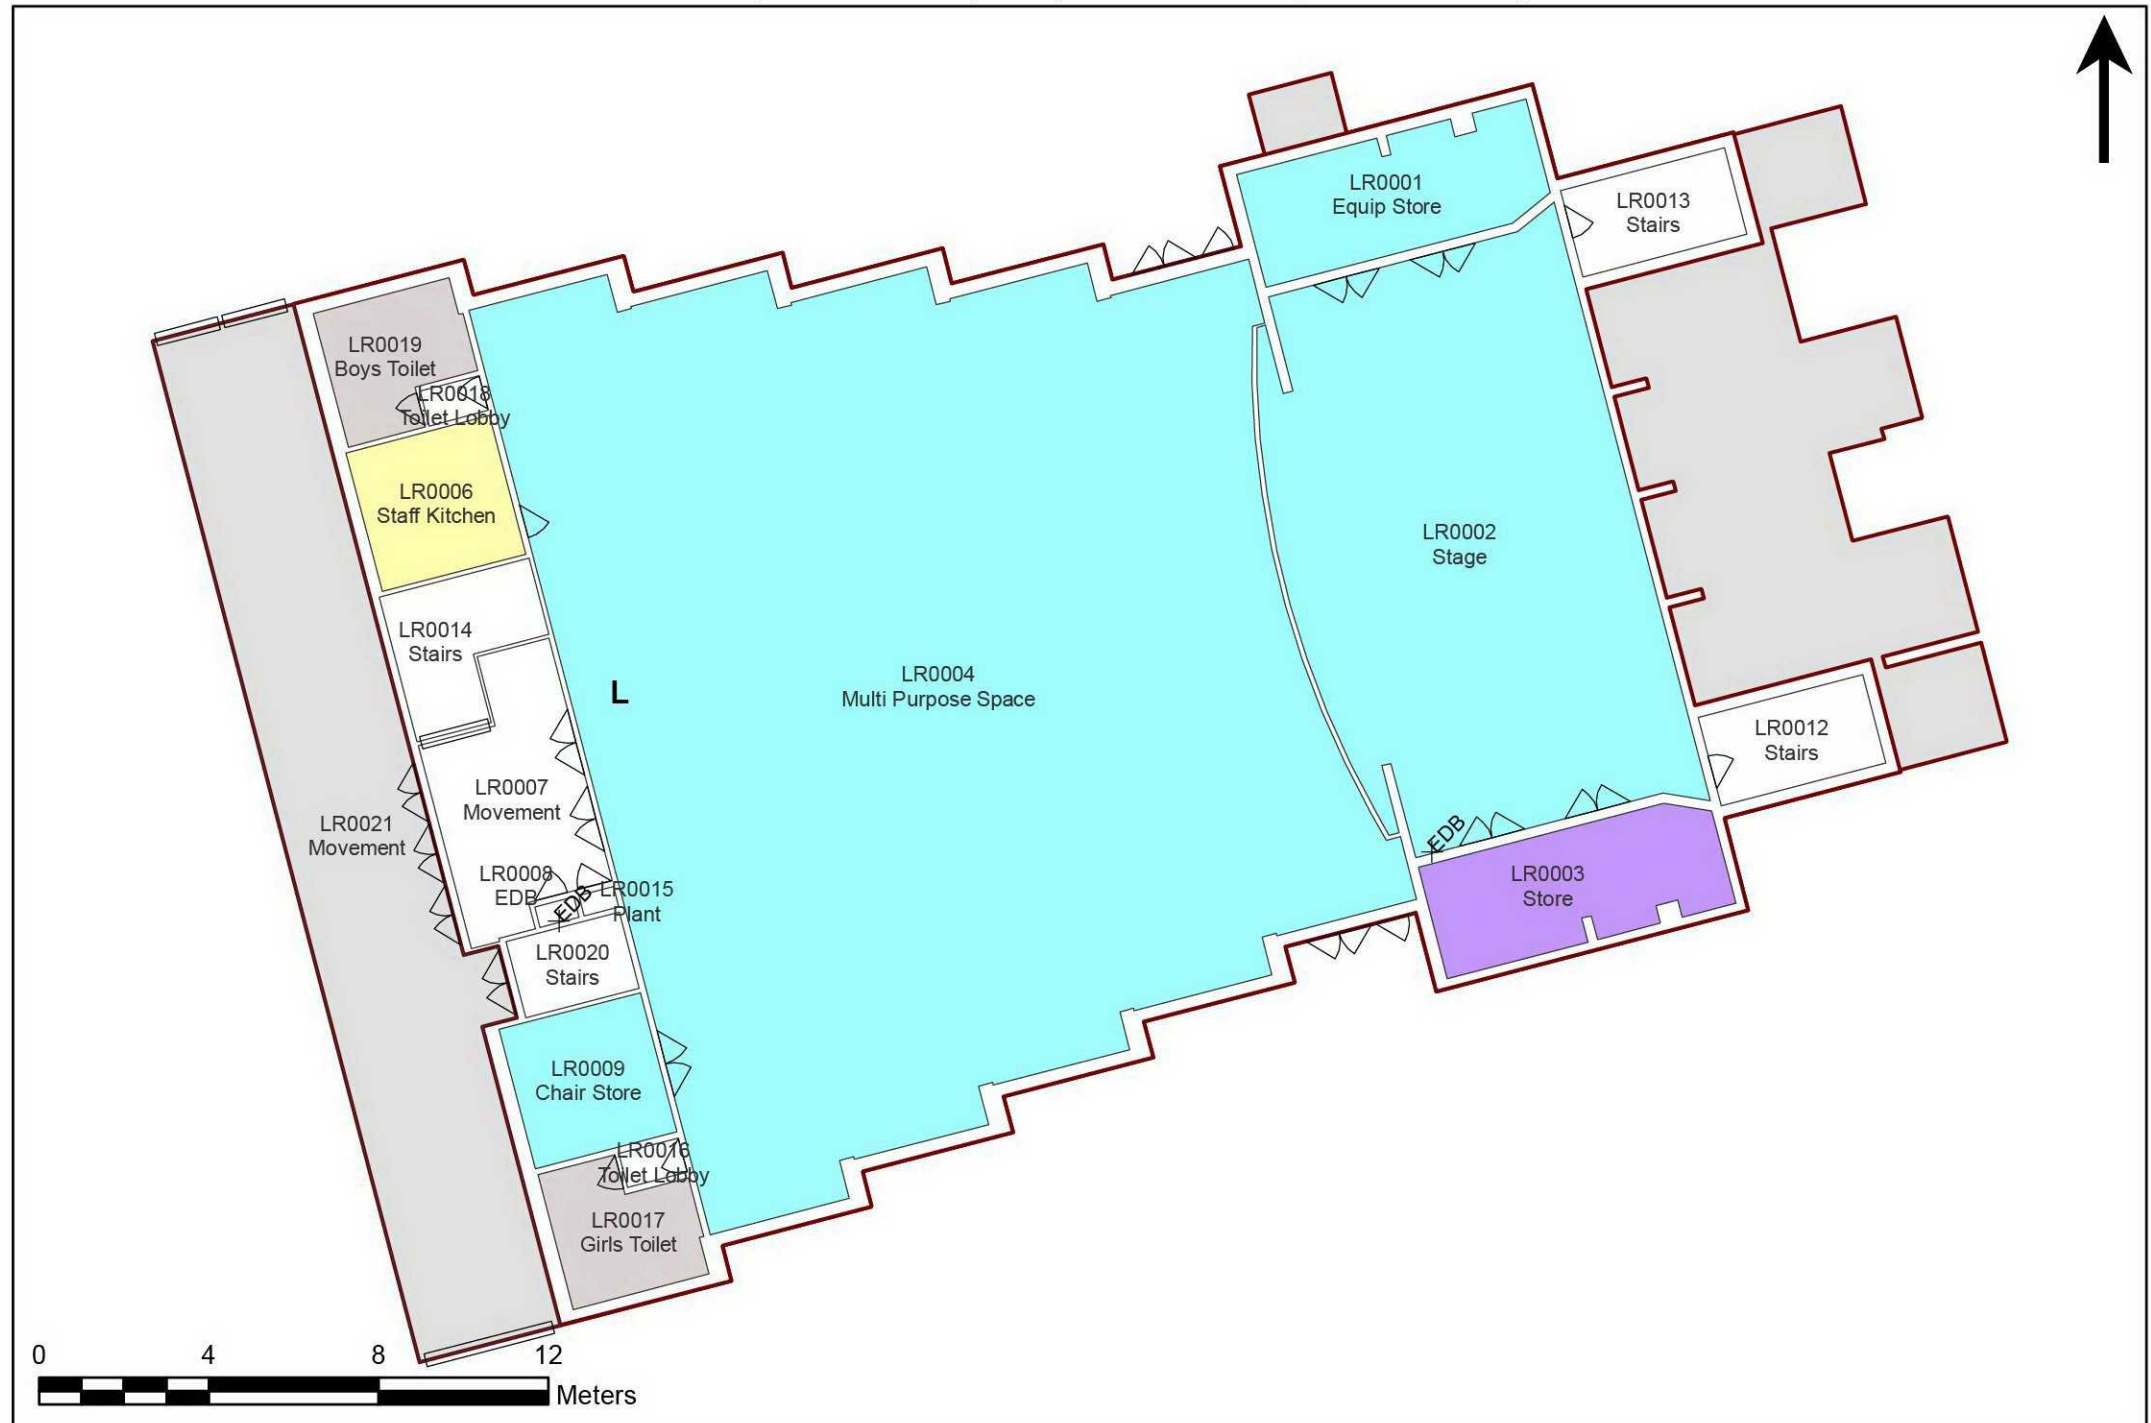 LR0001
Equip Store
LR0013
Stairs
LR0019
Boys Toilet
LR0018
Toilet Lobby
LR0006
Staff Kitchen
LR0002
Stage
LR0014
Stairs
L
LR0004
Multi Purpose Space
LR0012
Stairs
LR0007
Movement
LR0021
Movement
EDB
LR0003
Store
LR0008
EDB
EDB
LR0015
Plant
LR0020
Stairs
LR0009
Chair Store
LR0016
Toilet Lobby
LR0017
Girls Toilet
0 4 8 12
Meters